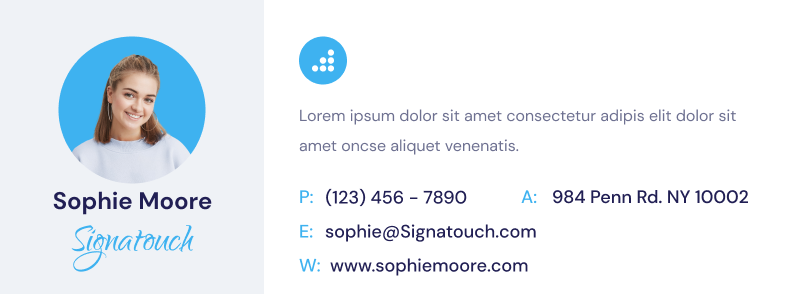 Sophie Moore
Signatouch
Lorem ipsum dolor sit amet consectetur adipis elit dolor sit
amet oncse aliquet venenatis.
P: (123) 456 - 7890 A: 984 Penn Rd. NY 10002
E: sophie@Signatouch.com
W: www.sophiemoore.com